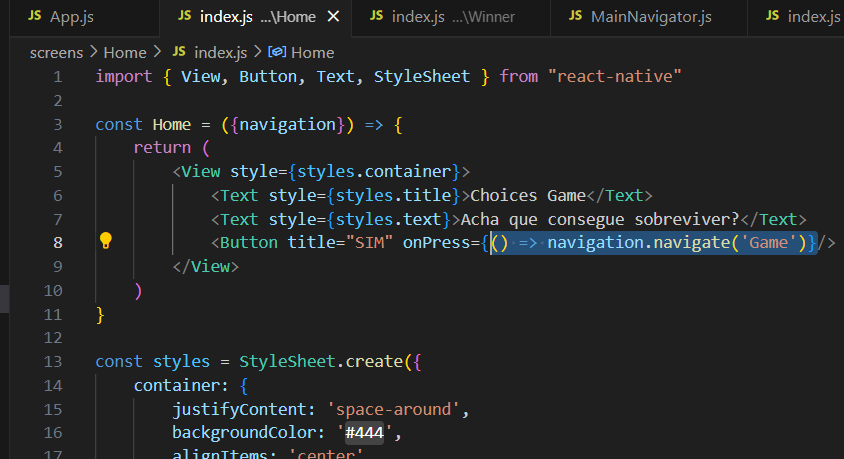 JS App.js JS index.js ...\Home × JS index.js ...\Winner JS MainNavigator.js JS index.js
screens > Home > JS index.js > Home
1 import { View, Button, Text, StyleSheet } from "react-native"
2
3 const Home = ({navigation}) => {
4 return (
5 <View style={styles.container}>
6 <Text style={styles.title}>Choices Game</Text>
7 <Text style={styles.text}>Acha que consegue sobreviver?</Text>
8 <Button title="SIM" onPress={() => navigation.navigate('Game')}/>
9 </View>
10 )
11 }
12
13 const styles = StyleSheet.create({
14 container: {
15 justifyContent: 'space-around',
16 backgroundColor: '#444',
17 alignItems: 'center'